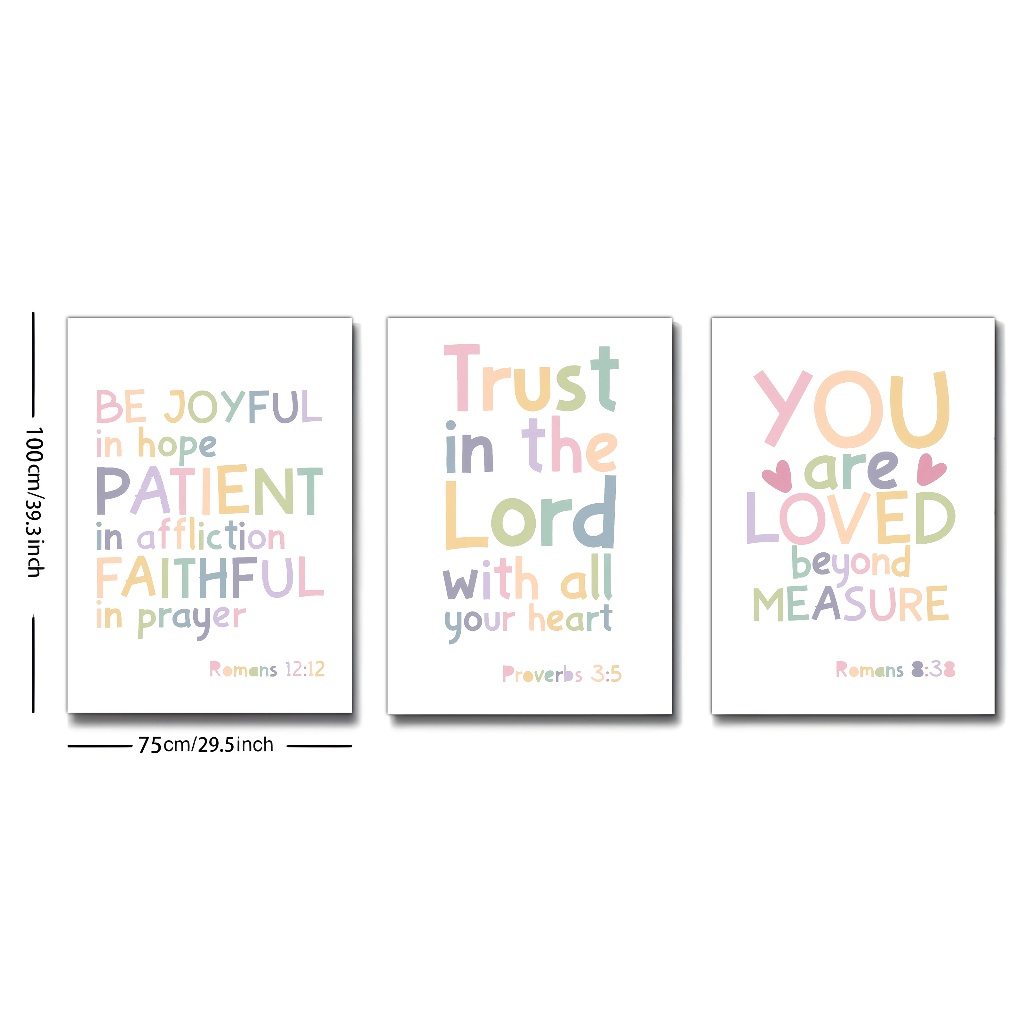 100cm/39.3inch
BE JOYFUL
in hope
PATIENT
in affliction
FAITHFUL
in prayer
Romans 12:12
75cm/29.5inch
Trust
in the
Lord
with all
your heart
Proverbs 3:5
YOU
are
LOVED
beyond
MEASURE
Romans 8:38